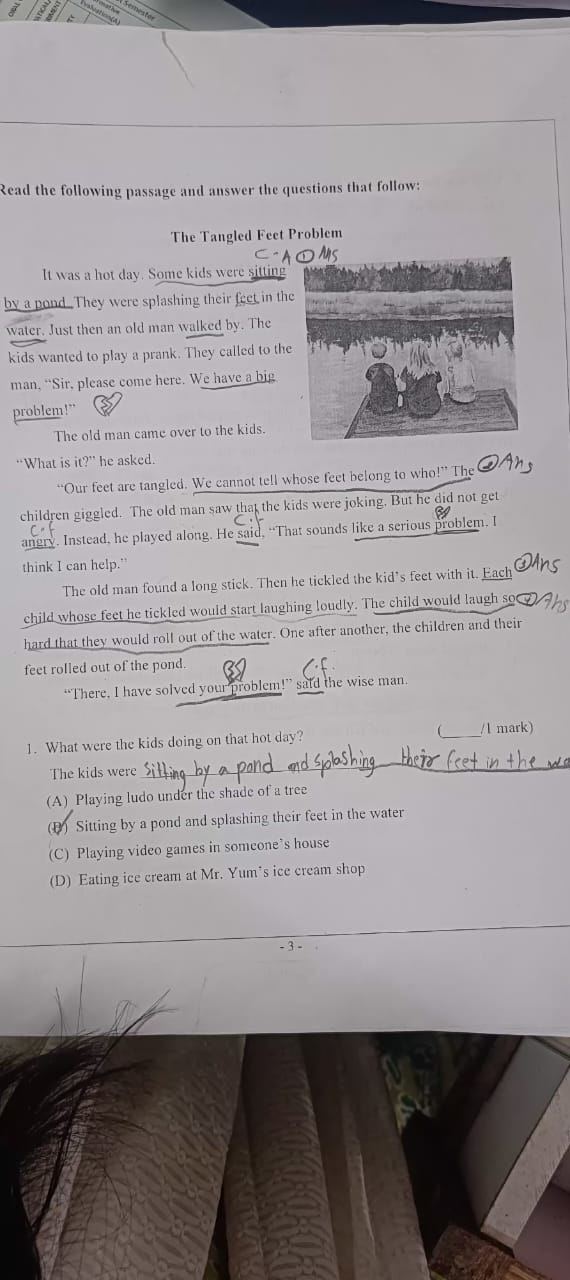 Semester
Evaluation(A)
Read the following passage and answer the questions that follow:
The Tangled Feet Problem
C-A ① Ans
It was a hot day. Some kids were sitting
by a pond. They were splashing their feet in the
water. Just then an old man walked by. The
kids wanted to play a prank. They called to the
man, “Sir, please come here. We have a big
problem!”
The old man came over to the kids.
“What is it?” he asked.
“Our feet are tangled. We cannot tell whose feet belong to who!” The ② Ans
children giggled. The old man saw that the kids were joking. But he did not get
C.f C.f
angry. Instead, he played along. He said, “That sounds like a serious problem. I
think I can help.”
The old man found a long stick. Then he tickled the kid’s feet with it. Each ③ Ans
child whose feet he tickled would start laughing loudly. The child would laugh so Ans
hard that they would roll out of the water. One after another, the children and their
feet rolled out of the pond.
C.f.
“There, I have solved your problem!” said the wise man.
1. What were the kids doing on that hot day? (____/1 mark)
The kids were sitting by a pond and splashing their feet in the wa
(A) Playing ludo under the shade of a tree
(B) Sitting by a pond and splashing their feet in the water
(C) Playing video games in someone’s house
(D) Eating ice cream at Mr. Yum’s ice cream shop
- 3 -